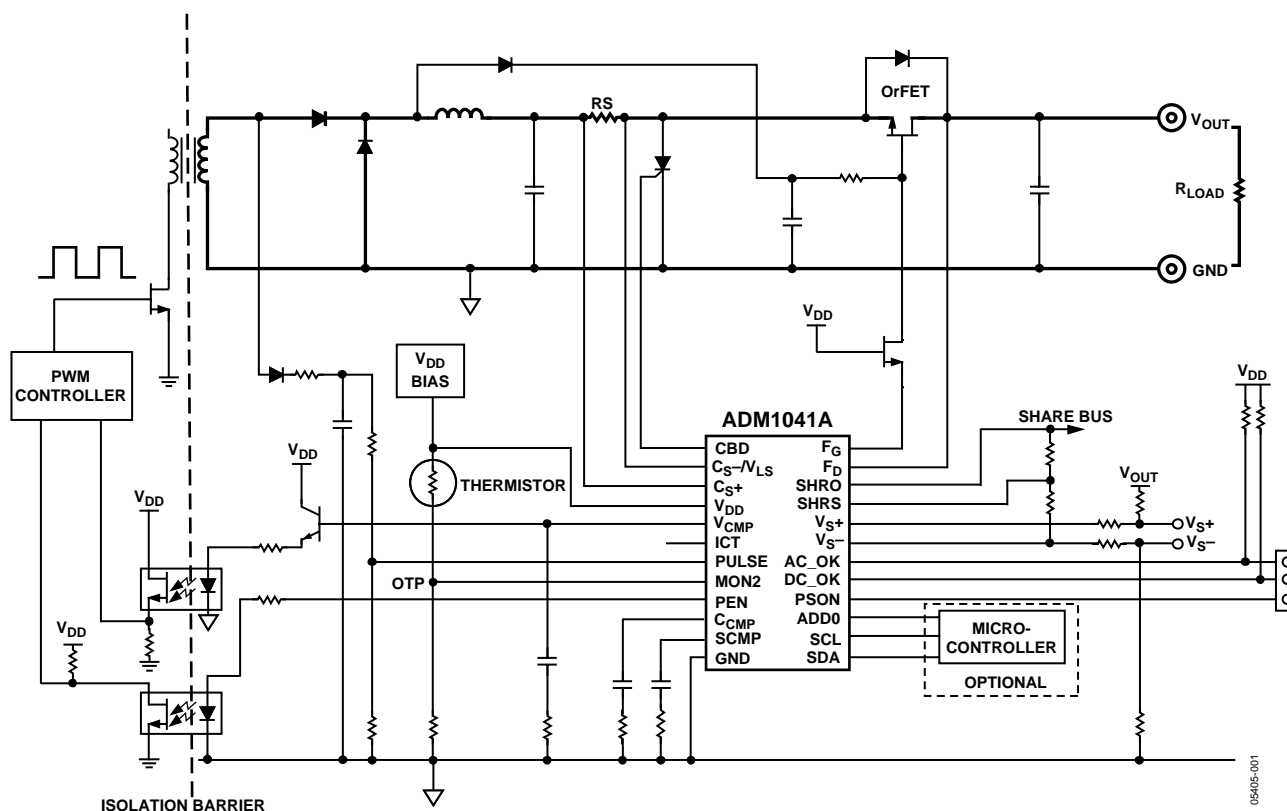 RS
OrFET
VOUT
RLOAD
GND
VDD
PWM
CONTROLLER
VDD
BIAS
VDD
ADM1041A
SHARE BUS
VDD
THERMISTOR
VDD
VOUT
CBD
CS–/VLS
CS+
VDD
VCMP
ICT
PULSE
MON2
PEN
CCMP
SCMP
GND
FG
FD
SHRO
SHRS
VS+
VS–
AC_OK
DC_OK
PSON
ADD0
SCL
SDA
VS+
VS–
OTP
VDD
MICRO-
CONTROLLER
OPTIONAL
ISOLATION BARRIER
05405-001